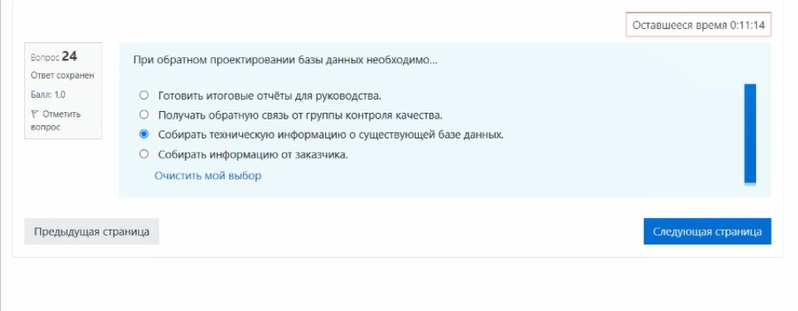 Оставшееся время 0:11:14
Вопрос 24
Ответ сохранен
Балл: 1,0
Отметить
вопрос
При обратном проектировании базы данных необходимо...
Готовить итоговые отчёты для руководства.
Получать обратную связь от группы контроля качества.
Собирать техническую информацию о существующей базе данных.
Собирать информацию от заказчика.
Очистить мой выбор
Предыдущая страница
Следующая страница